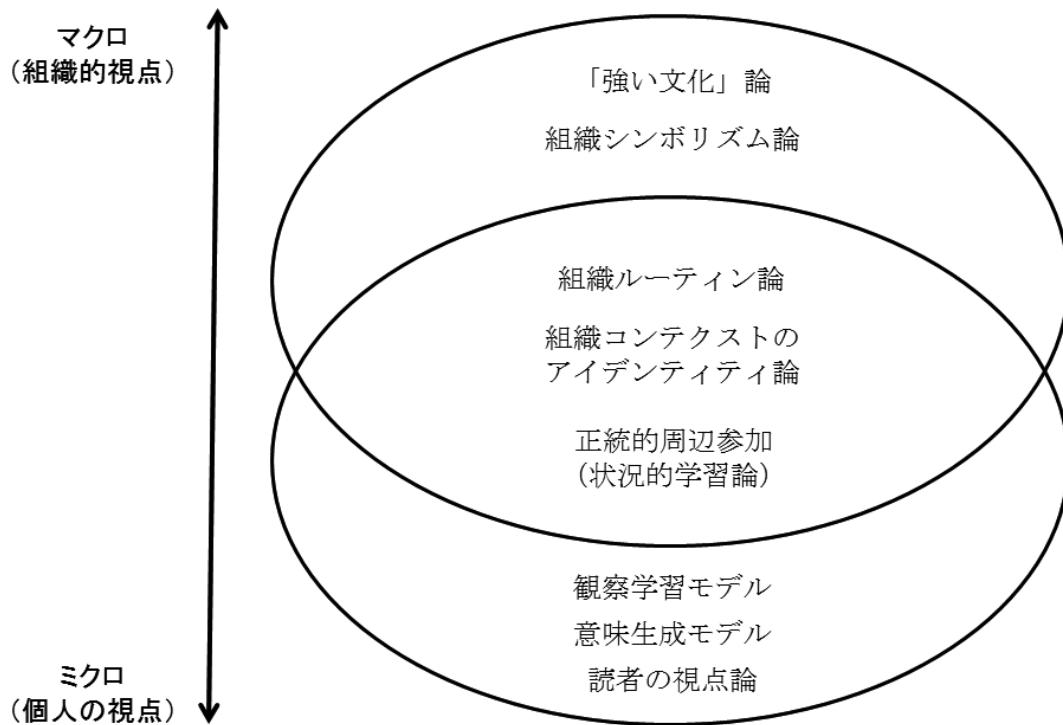 マクロ
（組織的視点）
「強い文化」論
組織シンボリズム論
組織ルーティン論
組織コンテクストの
アイデンティティ論
正統的周辺参加
（状況的学習論）
観察学習モデル
意味生成モデル
読者の視点論
ミクロ
（個人の視点）